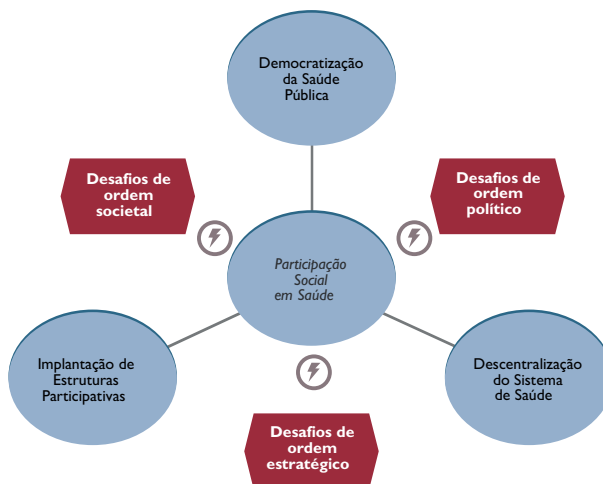 Democratização
da Saúde
Pública
Desafios de
ordem
societal
Desafios de
ordem
político
Participação
Social
em Saúde
Implantação de
Estruturas
Participativas
Descentralização
do Sistema
de Saúde
Desafios de
ordem
estratégico